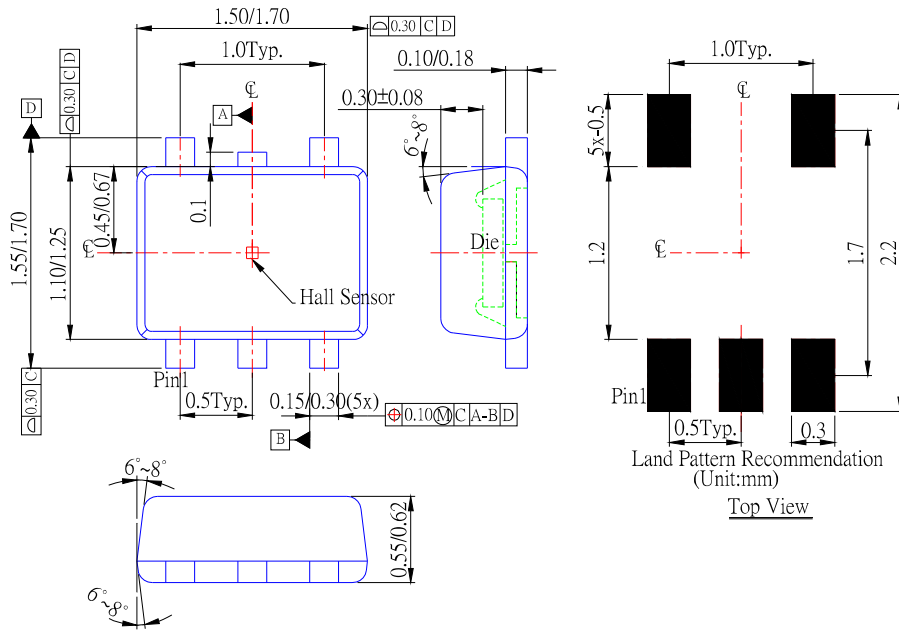 1.50/1.70
⌓ 0.30 C D
1.0Typ.
0.10/0.18
1.0Typ.
⌓ 0.30 C D
℄
0.30±0.08
℄
D
A
6°~8°
5x-0.5
0.45/0.67
0.1
1.55/1.70
1.10/1.25
℄
Die
℄
1.2
1.7
2.2
Hall Sensor
Pin1
⌓ 0.30 C
0.5Typ.
0.15/0.30(5x)
⌖ 0.10 Ⓜ C A-B D
B
Pin1
0.5Typ.
0.3
Land Pattern Recommendation
(Unit:mm)
Top View
6°~8°
0.55/0.62
6°~8°